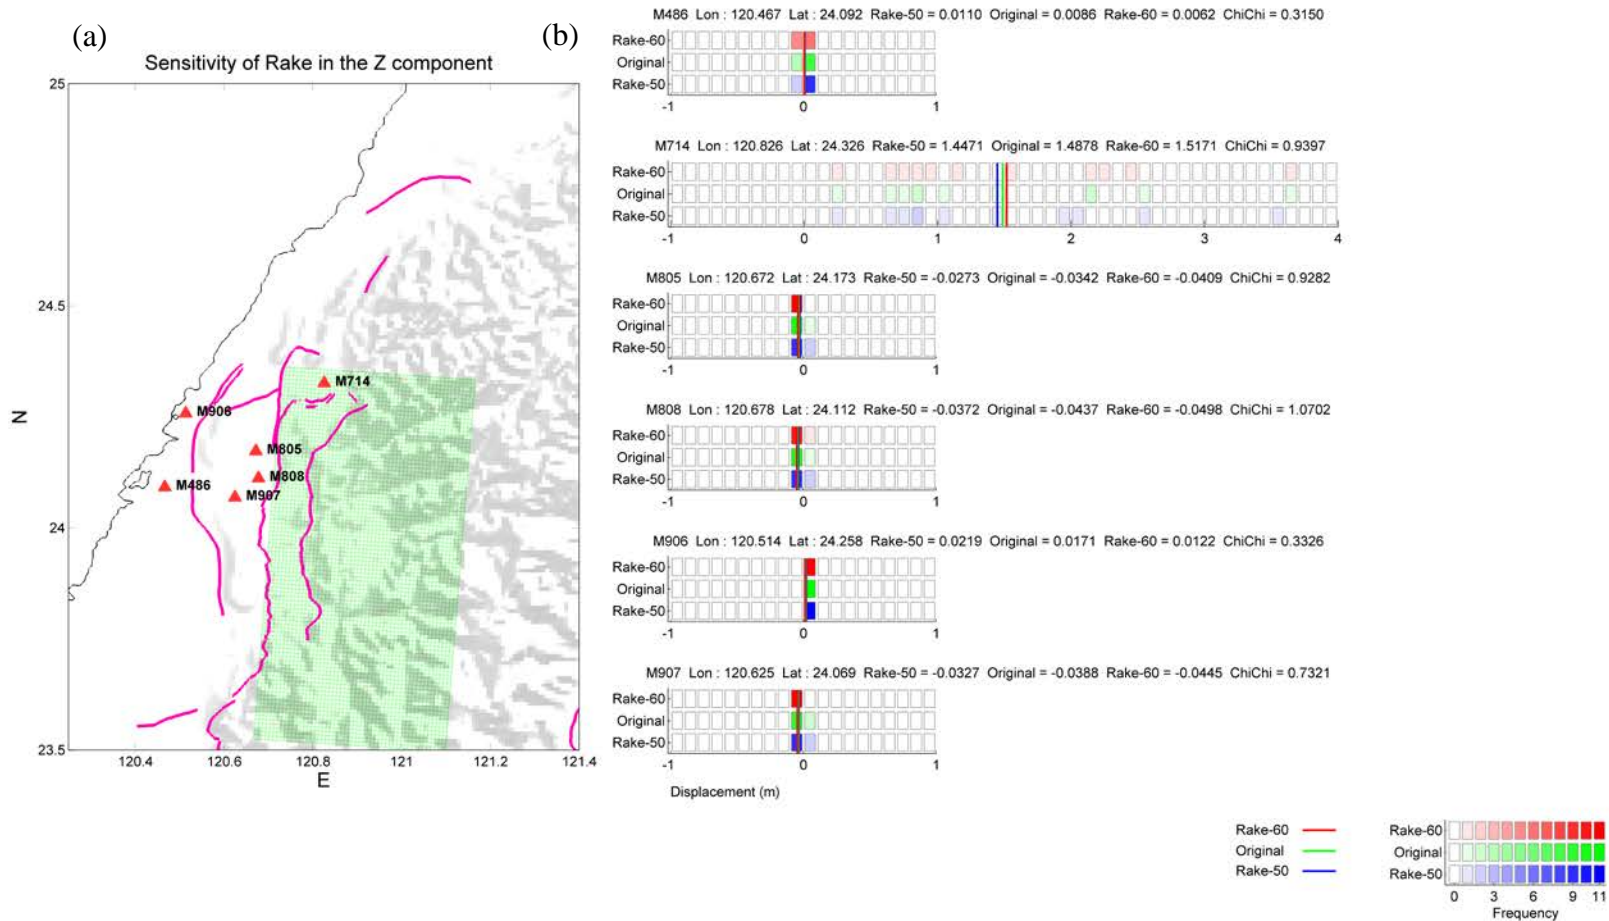 (a)
Sensitivity of Rake in the Z component
25
24.5
24
23.5
N
M714
M906
M805
M808
M486
M907
120.4 120.6 120.8 121 121.2 121.4
E
(b)
M486 Lon : 120.467 Lat : 24.092 Rake-50 = 0.0110 Original = 0.0086 Rake-60 = 0.0062 ChiChi = 0.3150
Rake-60
Original
Rake-50
-1 0 1
M714 Lon : 120.826 Lat : 24.326 Rake-50 = 1.4471 Original = 1.4878 Rake-60 = 1.5171 ChiChi = 0.9397
Rake-60
Original
Rake-50
-1 0 1 2 3 4
M805 Lon : 120.672 Lat : 24.173 Rake-50 = -0.0273 Original = -0.0342 Rake-60 = -0.0409 ChiChi = 0.9282
Rake-60
Original
Rake-50
-1 0 1
M808 Lon : 120.678 Lat : 24.112 Rake-50 = -0.0372 Original = -0.0437 Rake-60 = -0.0498 ChiChi = 1.0702
Rake-60
Original
Rake-50
-1 0 1
M906 Lon : 120.514 Lat : 24.258 Rake-50 = 0.0219 Original = 0.0171 Rake-60 = 0.0122 ChiChi = 0.3326
Rake-60
Original
Rake-50
-1 0 1
M907 Lon : 120.625 Lat : 24.069 Rake-50 = -0.0327 Original = -0.0388 Rake-60 = -0.0445 ChiChi = 0.7321
Rake-60
Original
Rake-50
-1 0 1
Displacement (m)
Rake-60
Original
Rake-50
Rake-60
Original
Rake-50
0 3 6 9 11
Frequency